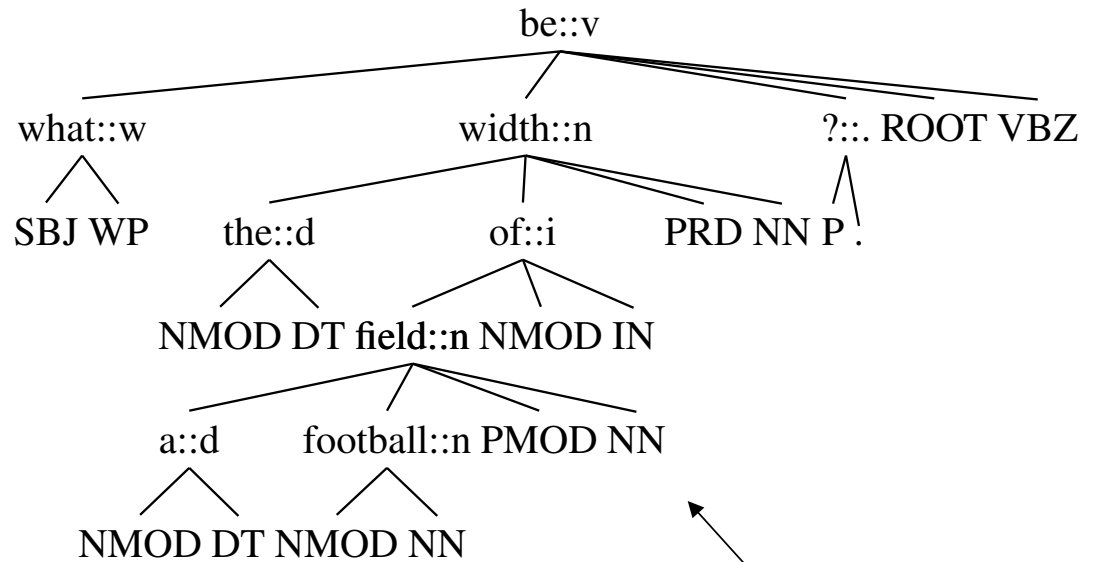 be::v
what::w width::n ?::. ROOT VBZ
SBJ WP the::d of::i PRD NN P .
NMOD DT field::n NMOD IN
a::d football::n PMOD NN
NMOD DT NMOD NN